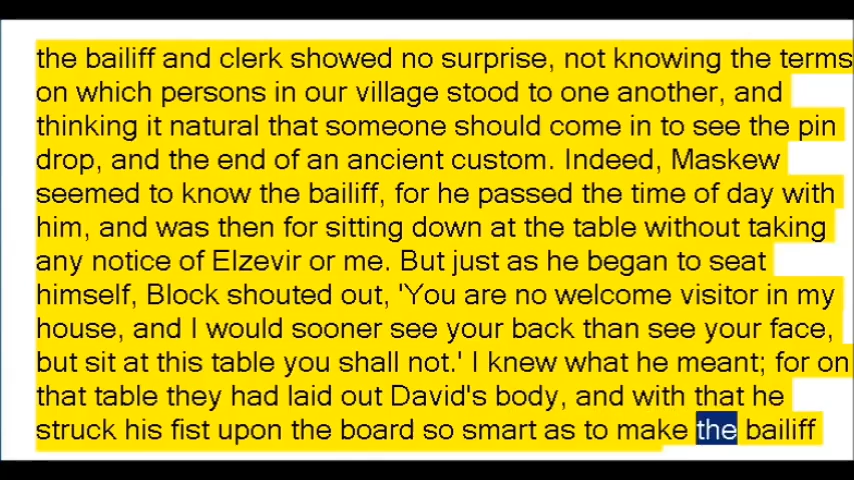 the bailiff and clerk showed no surprise, not knowing the terms
on which persons in our village stood to one another, and
thinking it natural that someone should come in to see the pin
drop, and the end of an ancient custom. Indeed, Maskew
seemed to know the bailiff, for he passed the time of day with
him, and was then for sitting down at the table without taking
any notice of Elzevir or me. But just as he began to seat
himself, Block shouted out, 'You are no welcome visitor in my
house, and I would sooner see your back than see your face,
but sit at this table you shall not.' I knew what he meant; for on
that table they had laid out David's body, and with that he
struck his fist upon the board so smart as to make the bailiff